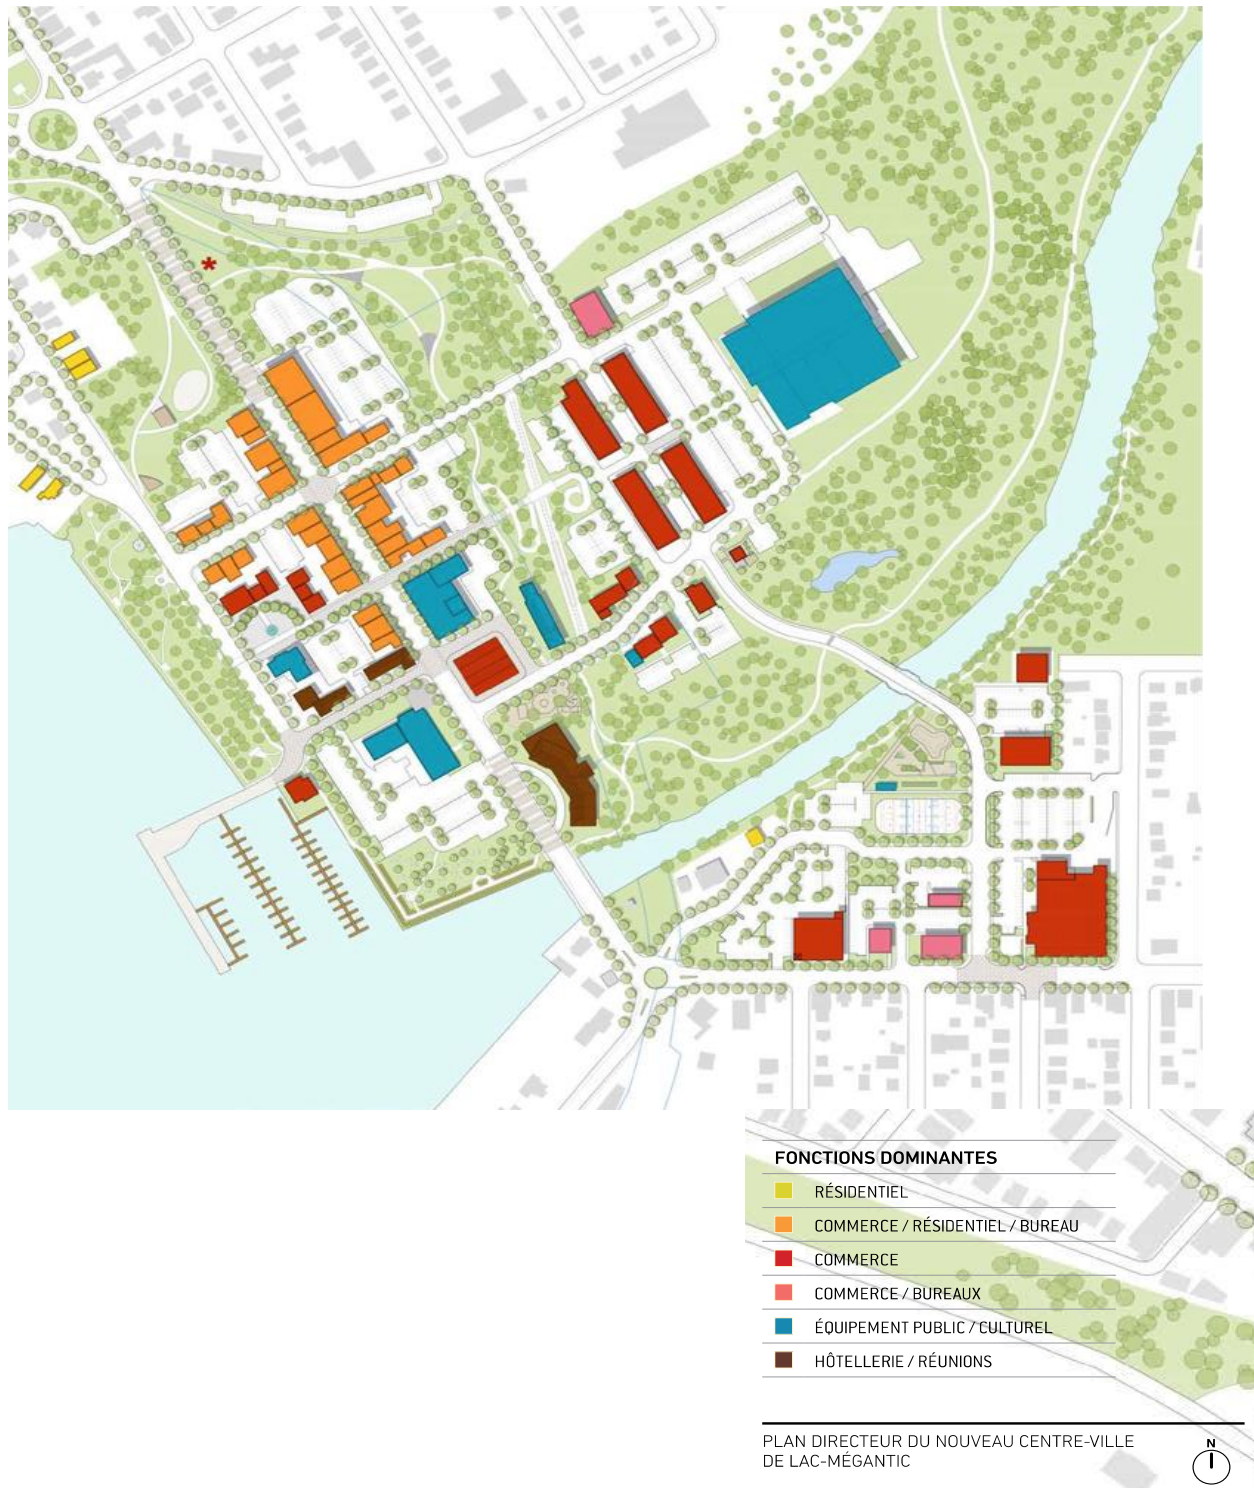 FONCTIONS DOMINANTES
RÉSIDENTIEL
COMMERCE / RÉSIDENTIEL / BUREAU
COMMERCE
COMMERCE / BUREAUX
ÉQUIPEMENT PUBLIC / CULTUREL
HÔTELLERIE / RÉUNIONS
PLAN DIRECTEUR DU NOUVEAU CENTRE-VILLE
DE LAC-MÉGANTIC
N